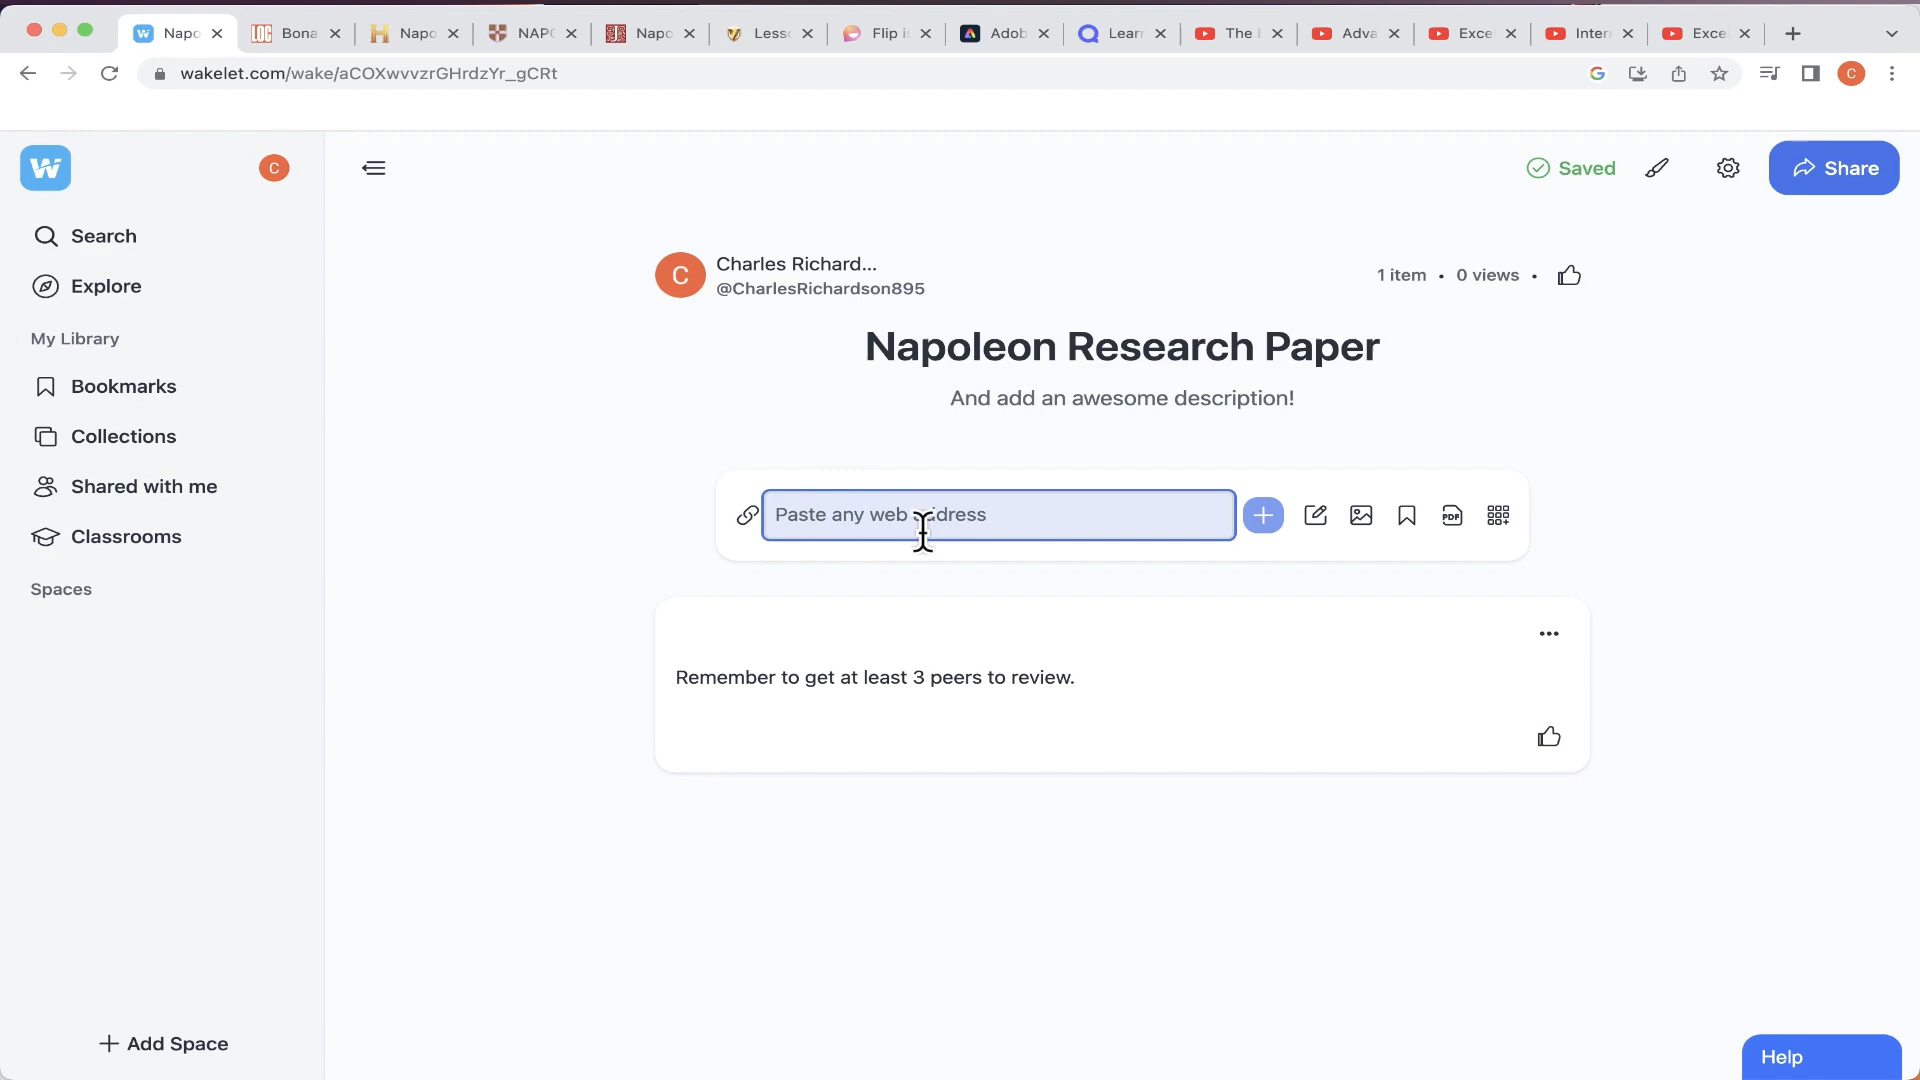 Napo
Bona
Napo
NAP
Napo
Less
Flip i
Adob
Lear
The
Adva
Exce
Inter
Exce
wakelet.com/wake/aCOXwvvzrGHrdzYr_gCRt
C
W
C
Saved
Share
Search
Explore
My Library
Bookmarks
Collections
Shared with me
Classrooms
Spaces
C
Charles Richard...
@CharlesRichardson895
1 item • 0 views •
Napoleon Research Paper
And add an awesome description!
Paste any web address
PDF
Remember to get at least 3 peers to review.
+ Add Space
Help